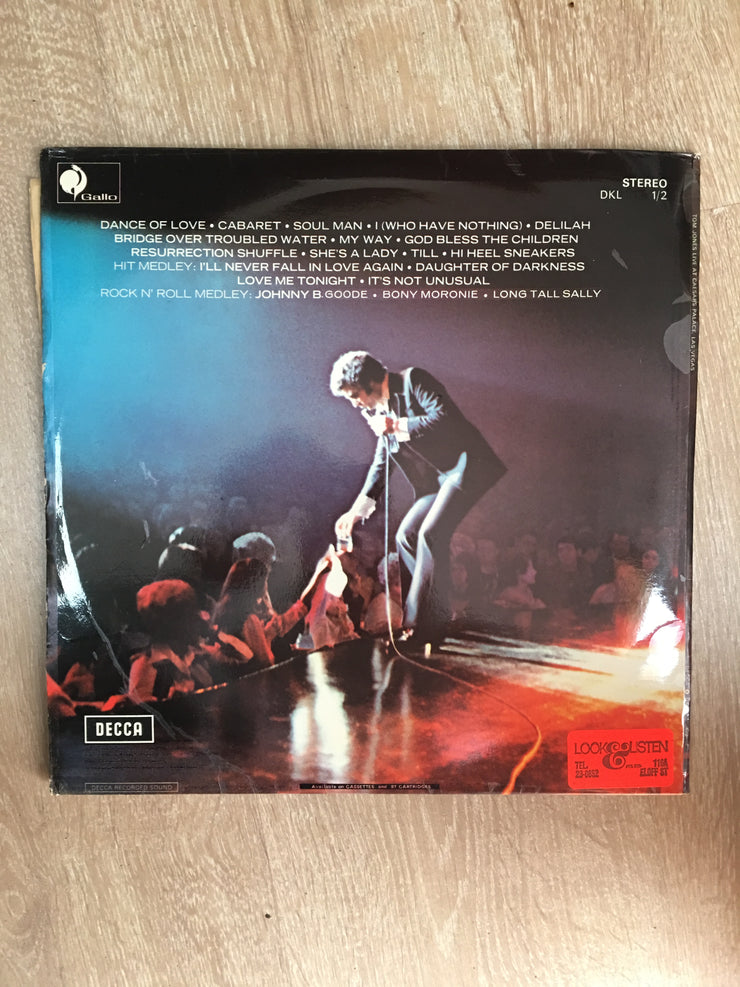 Gallo
STEREO
DKL 1/2
DANCE OF LOVE • CABARET • SOUL MAN • I (WHO HAVE NOTHING) • DELILAH
BRIDGE OVER TROUBLED WATER • MY WAY • GOD BLESS THE CHILDREN
RESURRECTION SHUFFLE • SHE'S A LADY • TILL • HI HEEL SNEAKERS
HIT MEDLEY: I'LL NEVER FALL IN LOVE AGAIN • DAUGHTER OF DARKNESS
LOVE ME TONIGHT • IT'S NOT UNUSUAL
ROCK N' ROLL MEDLEY: JOHNNY B. GOODE • BONY MORONIE • LONG TALL SALLY
TOM JONES LIVE AT CAESARS PALACE, LAS VEGAS
DECCA
DECCA RECORDED SOUND
Available on CASSETTES and 8T CARTRIDGES
LOOK & LISTEN
TEL. 116A
23-0652 ELOFF ST